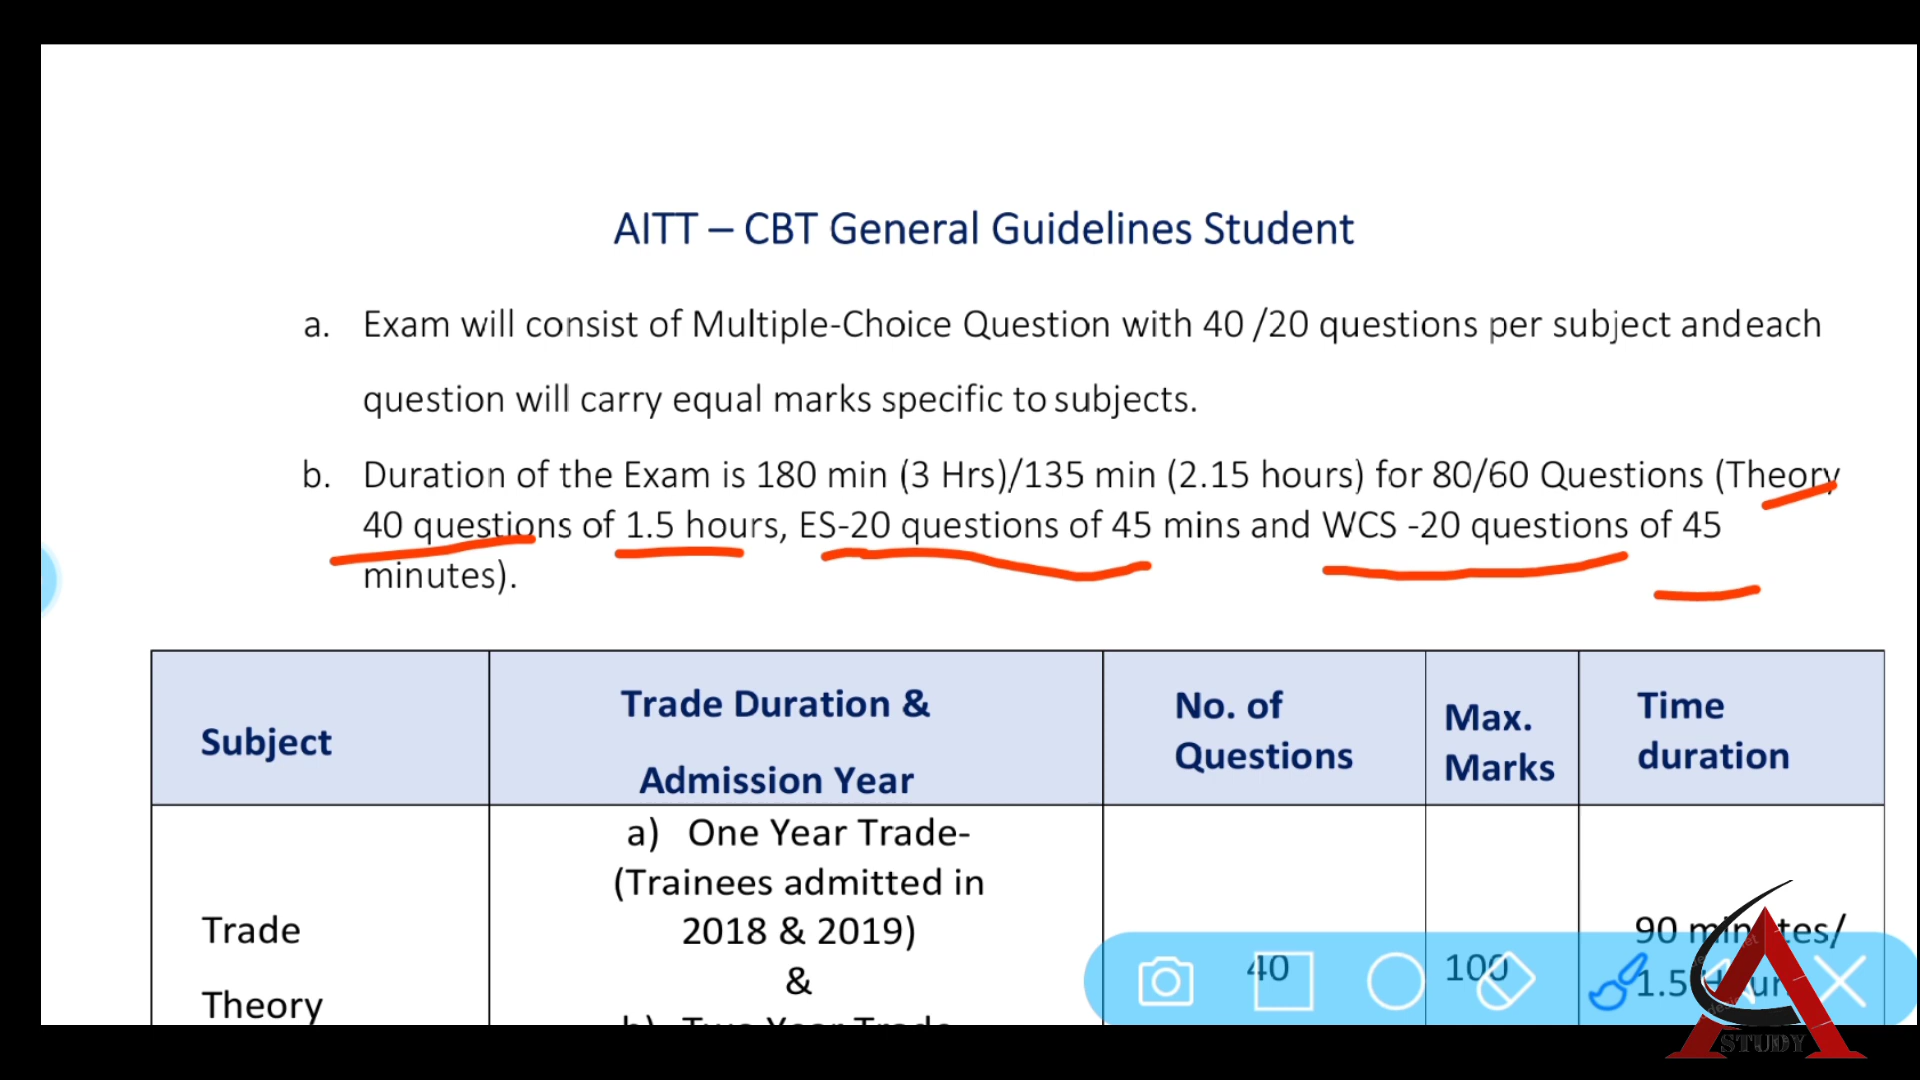 AITT – CBT General Guidelines Student
a. Exam will consist of Multiple-Choice Question with 40 /20 questions per subject andeach
question will carry equal marks specific to subjects.
b. Duration of the Exam is 180 min (3 Hrs)/135 min (2.15 hours) for 80/60 Questions (Theory
40 questions of 1.5 hours, ES-20 questions of 45 mins and WCS -20 questions of 45
minutes).
Subject
Trade Duration &
Admission Year
No. of
Questions
Max.
Marks
Time
duration
Trade
Theory
a) One Year Trade-
(Trainees admitted in
2018 & 2019)
&
b) Two Year Trade
40
100
90 minutes/
1.5
STUDY